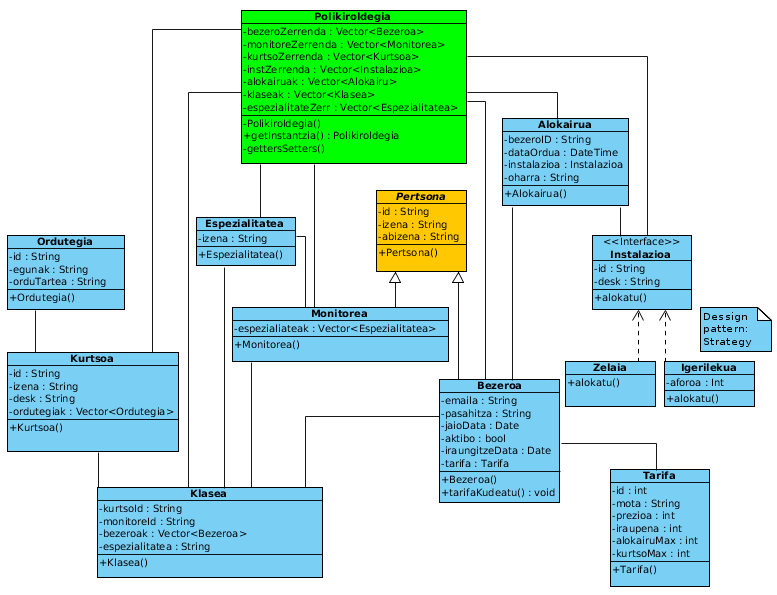 Polikiroldegia
-bezeroZerrenda : Vector<Bezeroa>
-monitoreZerrenda : Vector<Monitorea>
-kurtsoZerrenda : Vector<Kurtsoa>
-instZerrenda : Vector<Instalazioa>
-alokairuak : Vector<Alokairu>
-klaseak : Vector<Klasea>
-espezialitateZerr : Vector<Espezialitatea>
-Polikiroldegia()
+getInstantzia() : Polikiroldegia
-gettersSetters()
Alokairua
-bezeroID : String
-dataOrdua : DateTime
-instalazioa : Instalazioa
-oharra : String
+Alokairua()
Pertsona
-id : String
-izena : String
-abizena : String
+Pertsona()
Espezialitatea
-izena : String
+Espezialitatea()
Ordutegia
-id : String
-egunak : String
-orduTartea : String
+Ordutegia()
<<Interface>>
Instalazioa
-id : String
-desk : String
+alokatu()
Monitorea
-espezialiateak : Vector<Espezialitatea>
+Monitorea()
Dessign
pattern:
Strategy
Kurtsoa
-id : String
-izena : String
-desk : String
-ordutegiak : Vector<Ordutegia>
+Kurtsoa()
Zelaia
+alokatu()
Igerilekua
-aforoa : Int
+alokatu()
Bezeroa
-emaila : String
-pasahitza : String
-jaioData : Date
-aktibo : bool
-iraungitzeData : Date
-tarifa : Tarifa
+Bezeroa()
+tarifaKudeatu() : void
Klasea
-kurtsoId : String
-monitoreId : String
-bezeroak : Vector<Bezeroa>
-espezialitatea : String
+Klasea()
Tarifa
-id : int
-mota : String
-prezioa : int
-iraupena : int
-alokairuMax : int
-kurtsoMax : int
+Tarifa()